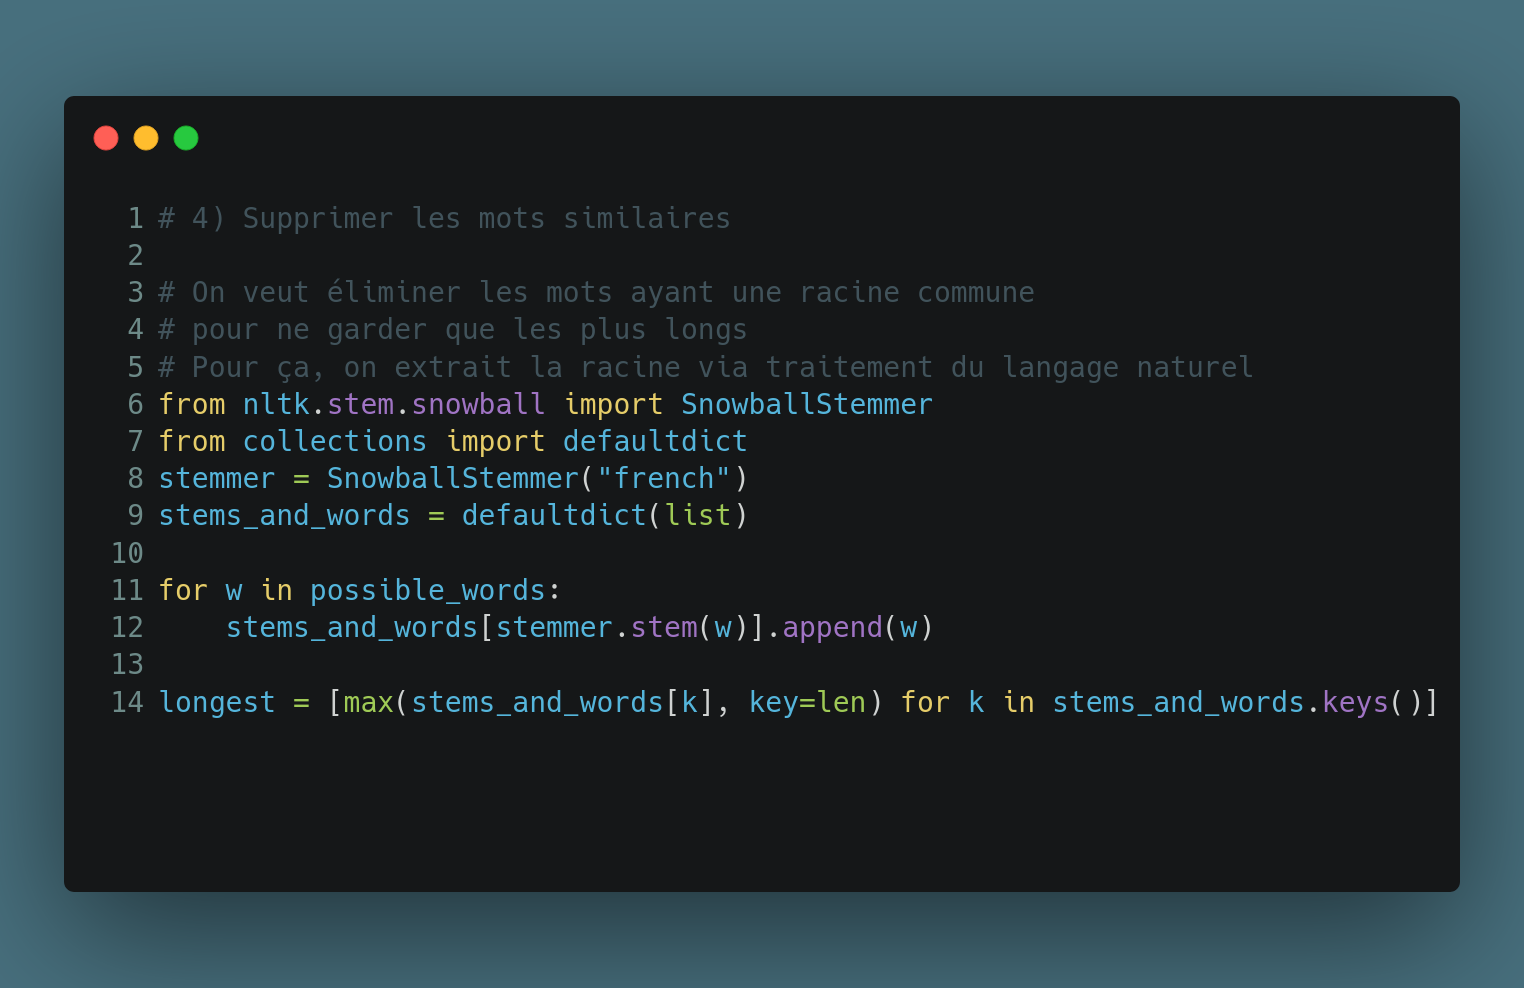 1 # 4) Supprimer les mots similaires
2
3 # On veut éliminer les mots ayant une racine commune
4 # pour ne garder que les plus longs
5 # Pour ça, on extrait la racine via traitement du langage naturel
6 from nltk.stem.snowball import SnowballStemmer
7 from collections import defaultdict
8 stemmer = SnowballStemmer("french")
9 stems_and_words = defaultdict(list)
10
11 for w in possible_words:
12     stems_and_words[stemmer.stem(w)].append(w)
13
14 longest = [max(stems_and_words[k], key=len) for k in stems_and_words.keys()]